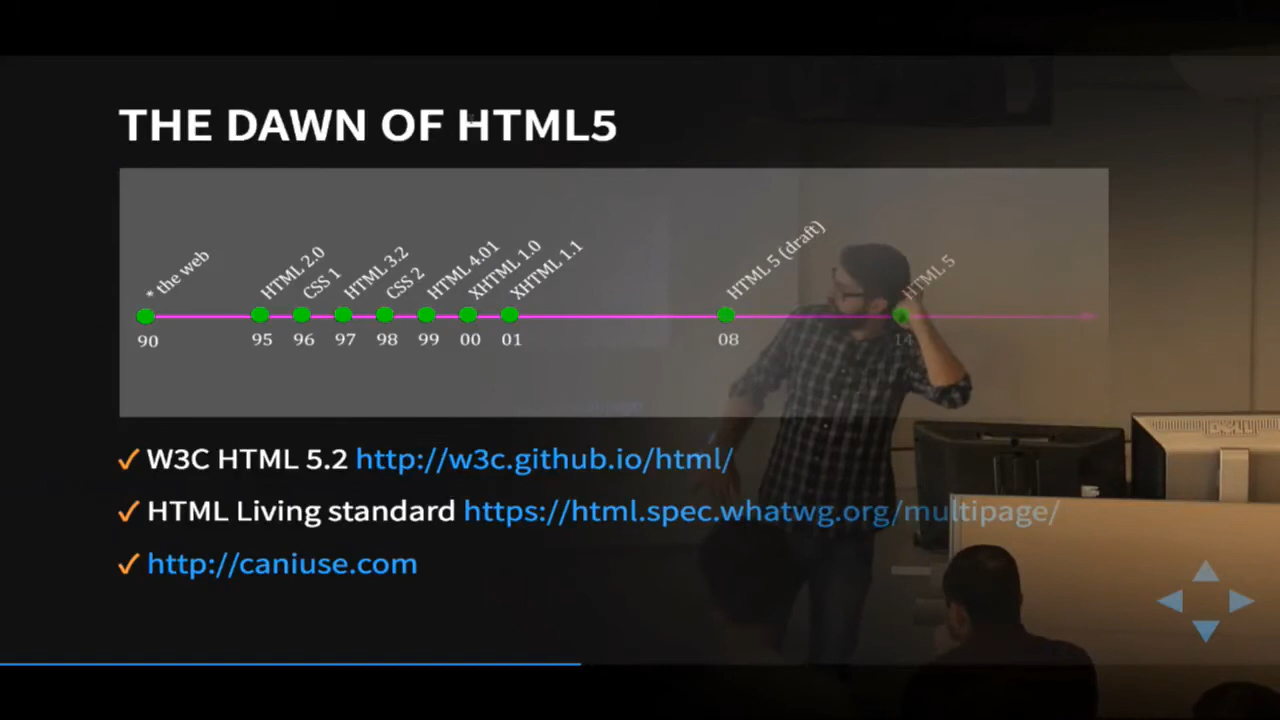 THE DAWN OF HTML5
* the web
HTML 2.0
CSS 1
HTML 3.2
CSS 2
HTML 4.01
XHTML 1.0
XHTML 1.1
HTML 5 (draft)
HTML 5
90
95
96
97
98
99
00
01
08
14
✓ W3C HTML 5.2 http://w3c.github.io/html/
✓ HTML Living standard https://html.spec.whatwg.org/multipage/
✓ http://caniuse.com
DELL